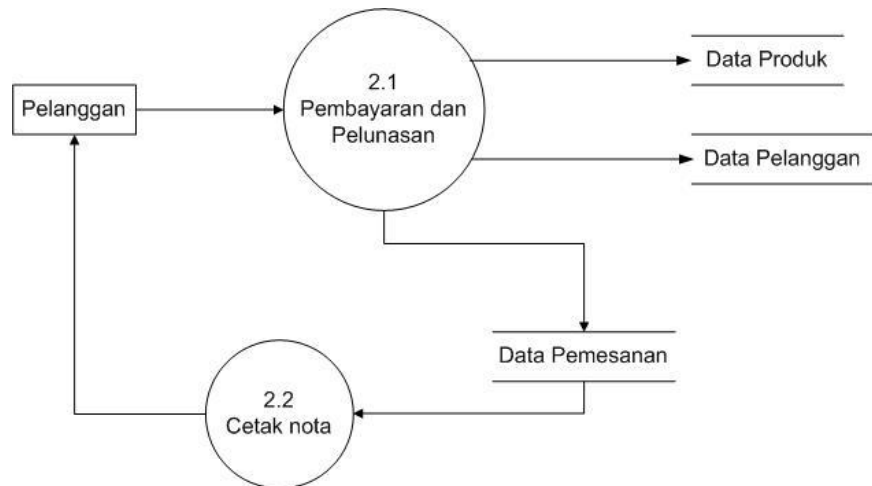 2.1
Pembayaran dan
Pelunasan
Data Produk
Pelanggan
Data Pelanggan
Data Pemesanan
2.2
Cetak nota